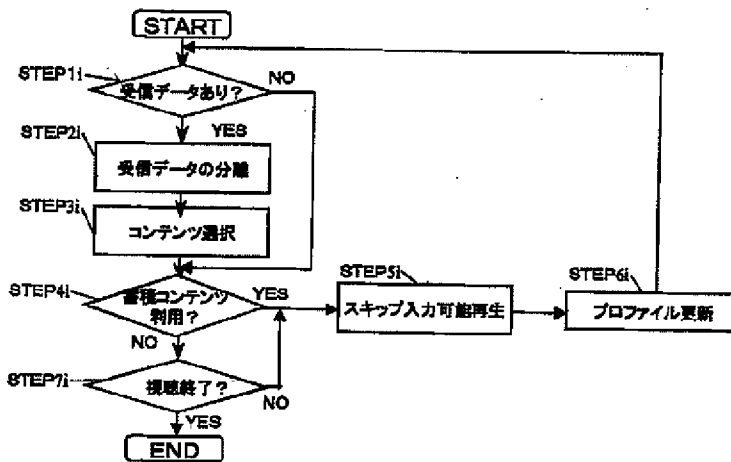 START
STEP1i
受信データあり?
NO
YES
STEP2i
受信データの分離
STEP3i
コンテンツ選択
STEP4i
蓄積コンテンツ
利用?
YES
NO
STEP5i
スキップ入力可能再生
STEP6i
プロファイル更新
STEP7i
視聴終了?
NO
YES
END